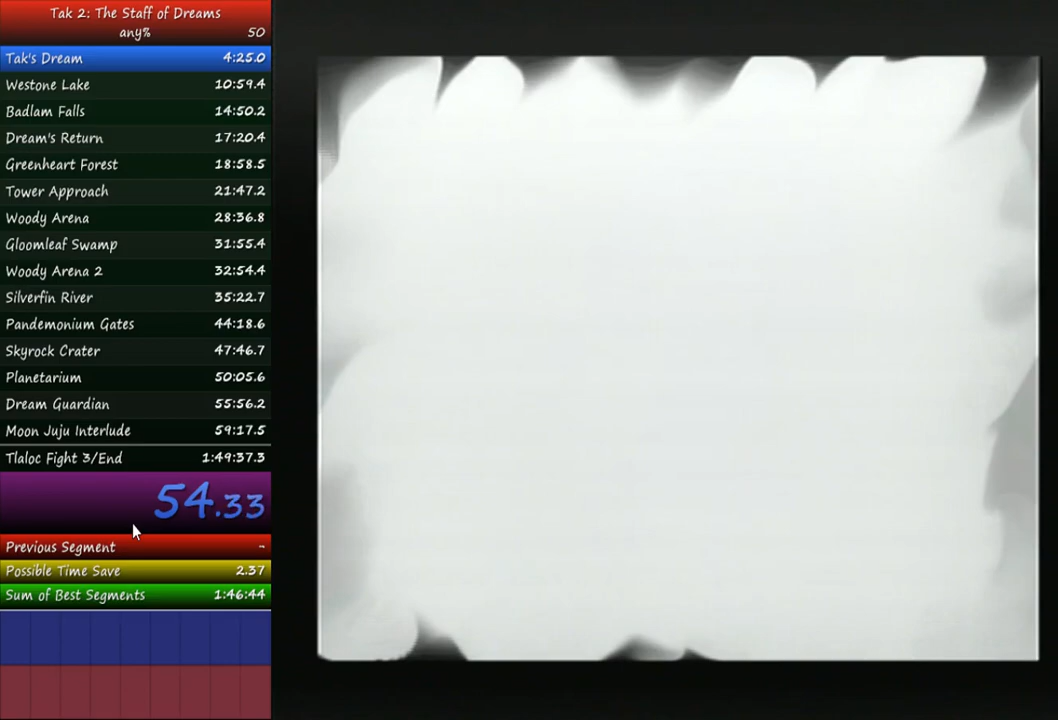 Tak 2: The Staff of Dreams
any% 50
Tak's Dream 4:25.0
Westone Lake 10:59.4
Badlam Falls 14:50.2
Dream's Return 17:20.4
Greenheart Forest 18:58.5
Tower Approach 21:47.2
Woody Arena 28:36.8
Gloomleaf Swamp 31:55.4
Woody Arena 2 32:54.4
Silverfin River 35:22.7
Pandemonium Gates 44:18.6
Skyrock Crater 47:46.7
Planetarium 50:05.6
Dream Guardian 55:56.2
Moon Juju Interlude 59:17.5
Tlaloc Fight 3/End 1:49:37.3
54.33
Previous Segment -
Possible Time Save 2.37
Sum of Best Segments 1:46:44